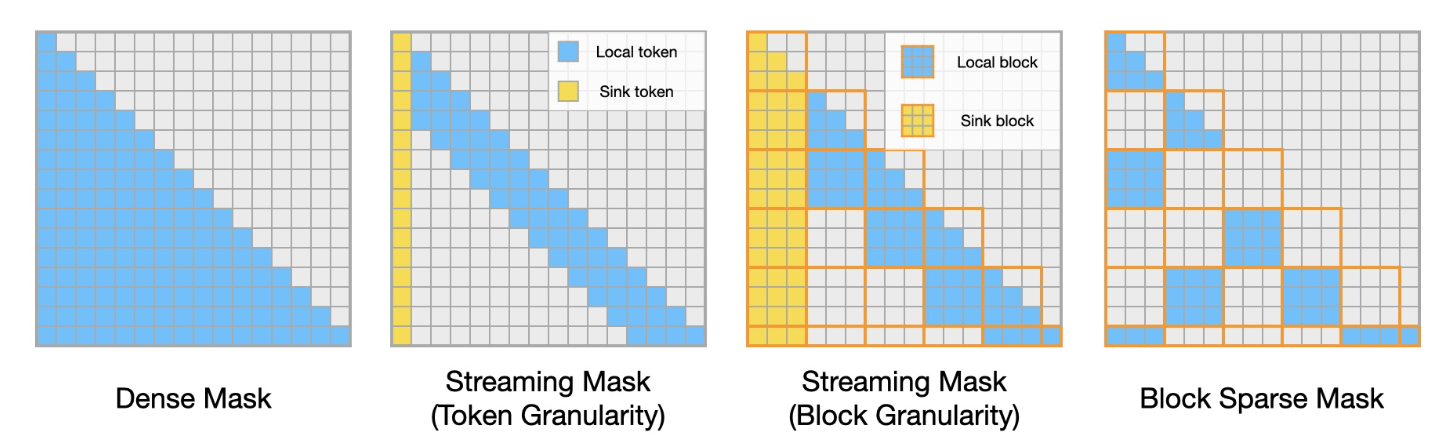 Local token
Sink token
Local block
Sink block
Dense Mask
Streaming Mask
(Token Granularity)
Streaming Mask
(Block Granularity)
Block Sparse Mask